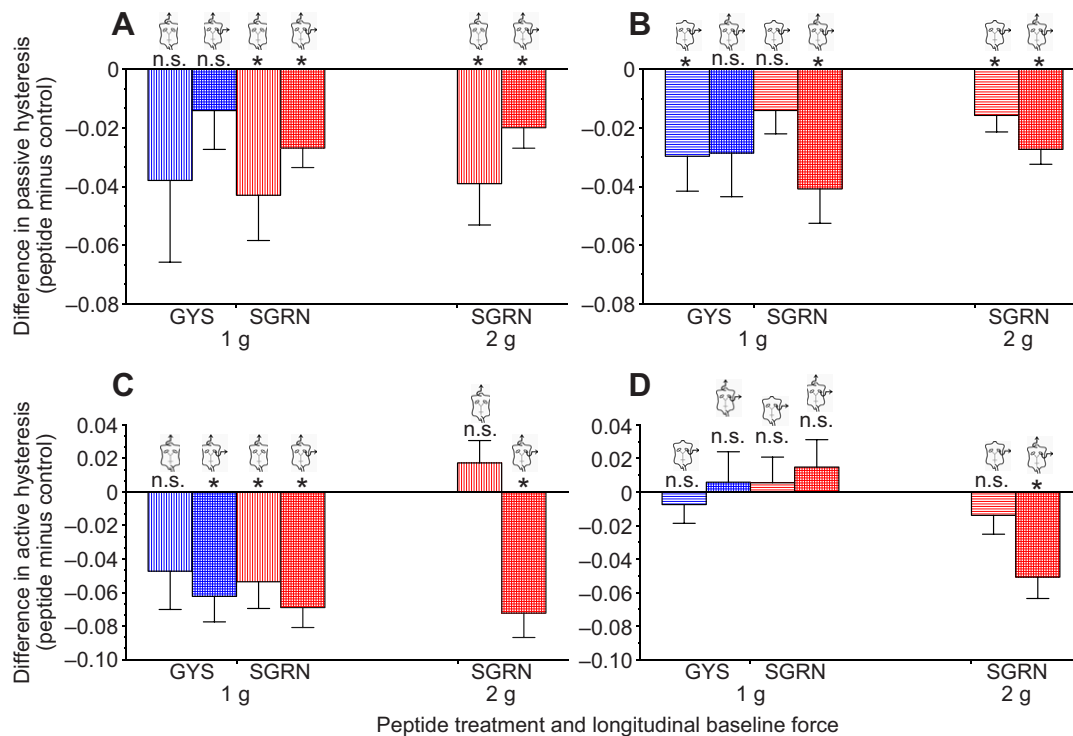 A
B
n.s. n.s. * * * *
* n.s. n.s. * * *
Difference in passive hysteresis
(peptide minus control)
0
–0.02
–0.04
–0.06
–0.08
0
–0.02
–0.04
–0.06
–0.08
GYS SGRN SGRN
1 g 2 g
GYS SGRN SGRN
1 g 2 g
C
D
Difference in active hysteresis
(peptide minus control)
0.04
0.02
0
–0.02
–0.04
–0.06
–0.08
–0.10
n.s. * * * n.s. *
0.04
0.02
0
–0.02
–0.04
–0.06
–0.08
–0.10
n.s. n.s. n.s. n.s. n.s. *
GYS SGRN SGRN
1 g 2 g
GYS SGRN SGRN
1 g 2 g
Peptide treatment and longitudinal baseline force